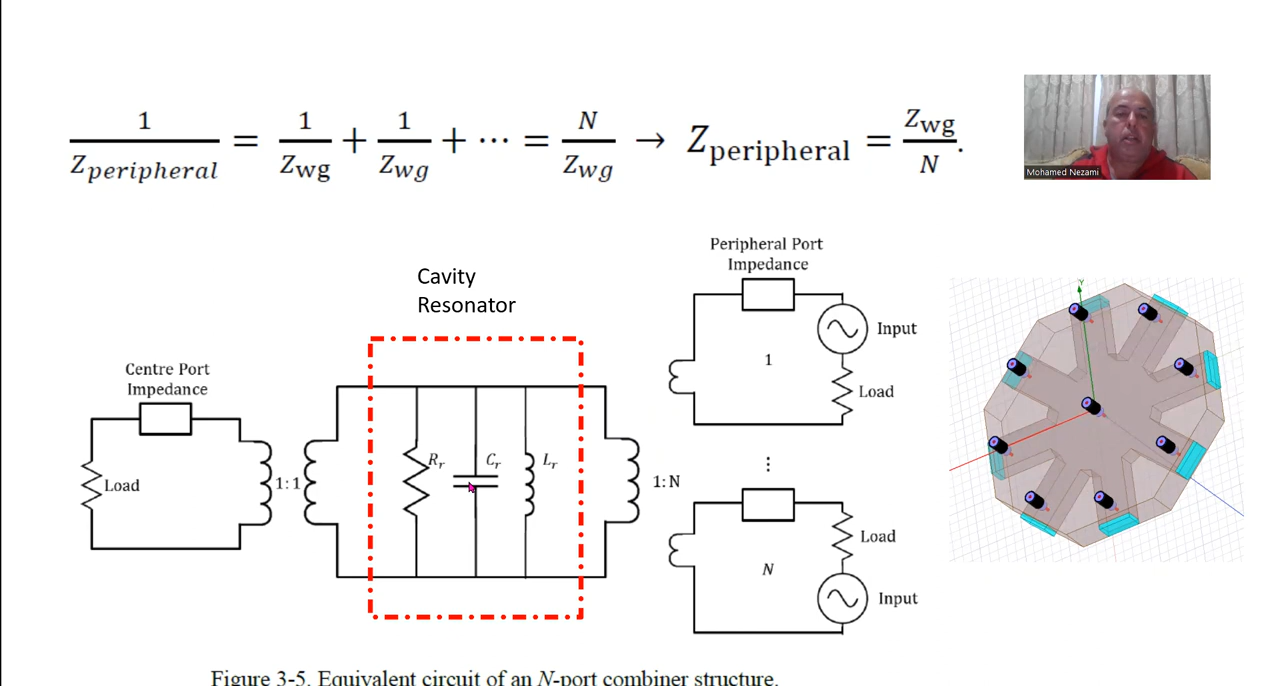 1/Z_peripheral = 1/Z_wg + 1/Z_wg + ⋯ = N/Z_wg → Z_peripheral = Z_wg/N.
Mohamed Nezami
Peripheral Port
Impedance
Cavity
Resonator
Input
1
Load
Centre Port
Impedance
R_r
C_r
L_r
Load
1:1
1:N
⋮
Load
N
Input
Y
Figure 3-5. Equivalent circuit of an N-port combiner structure.